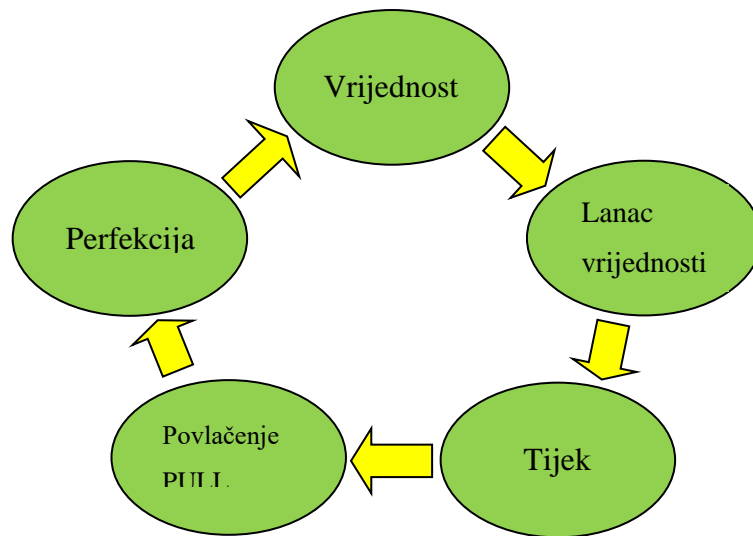 Vrijednost
Lanac
vrijednosti
Tijek
Povlačenje
PULL
Perfekcija